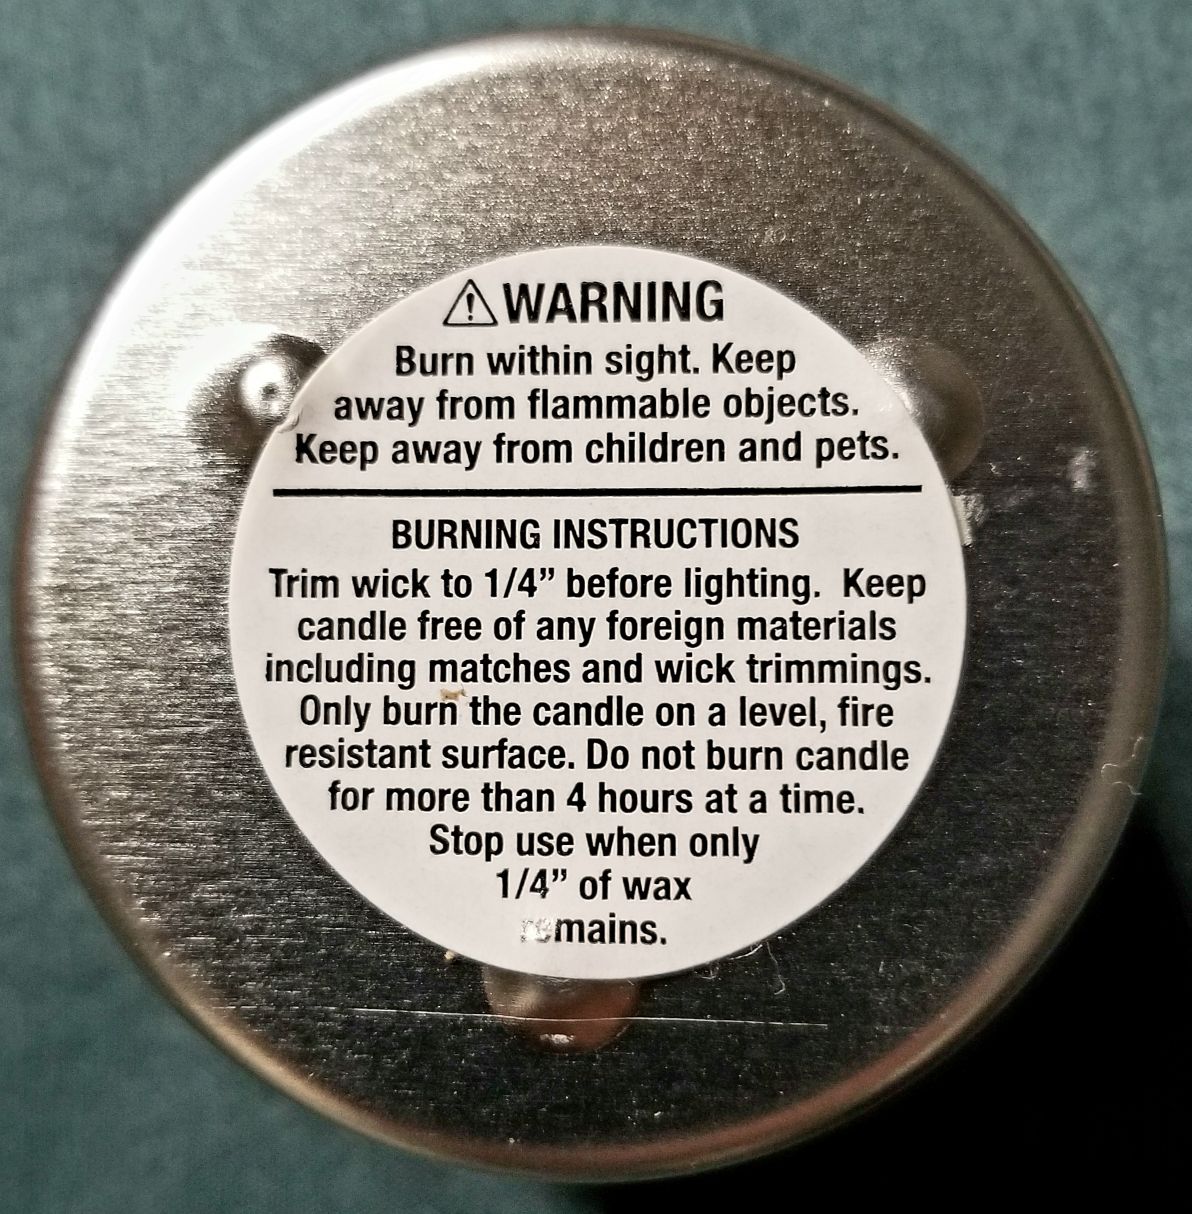 ⚠WARNING
Burn within sight. Keep
away from flammable objects.
Keep away from children and pets.
BURNING INSTRUCTIONS
Trim wick to 1/4” before lighting.  Keep
candle free of any foreign materials
including matches and wick trimmings.
Only burn the candle on a level, fire
resistant surface. Do not burn candle
for more than 4 hours at a time.
Stop use when only
1/4” of wax
remains.